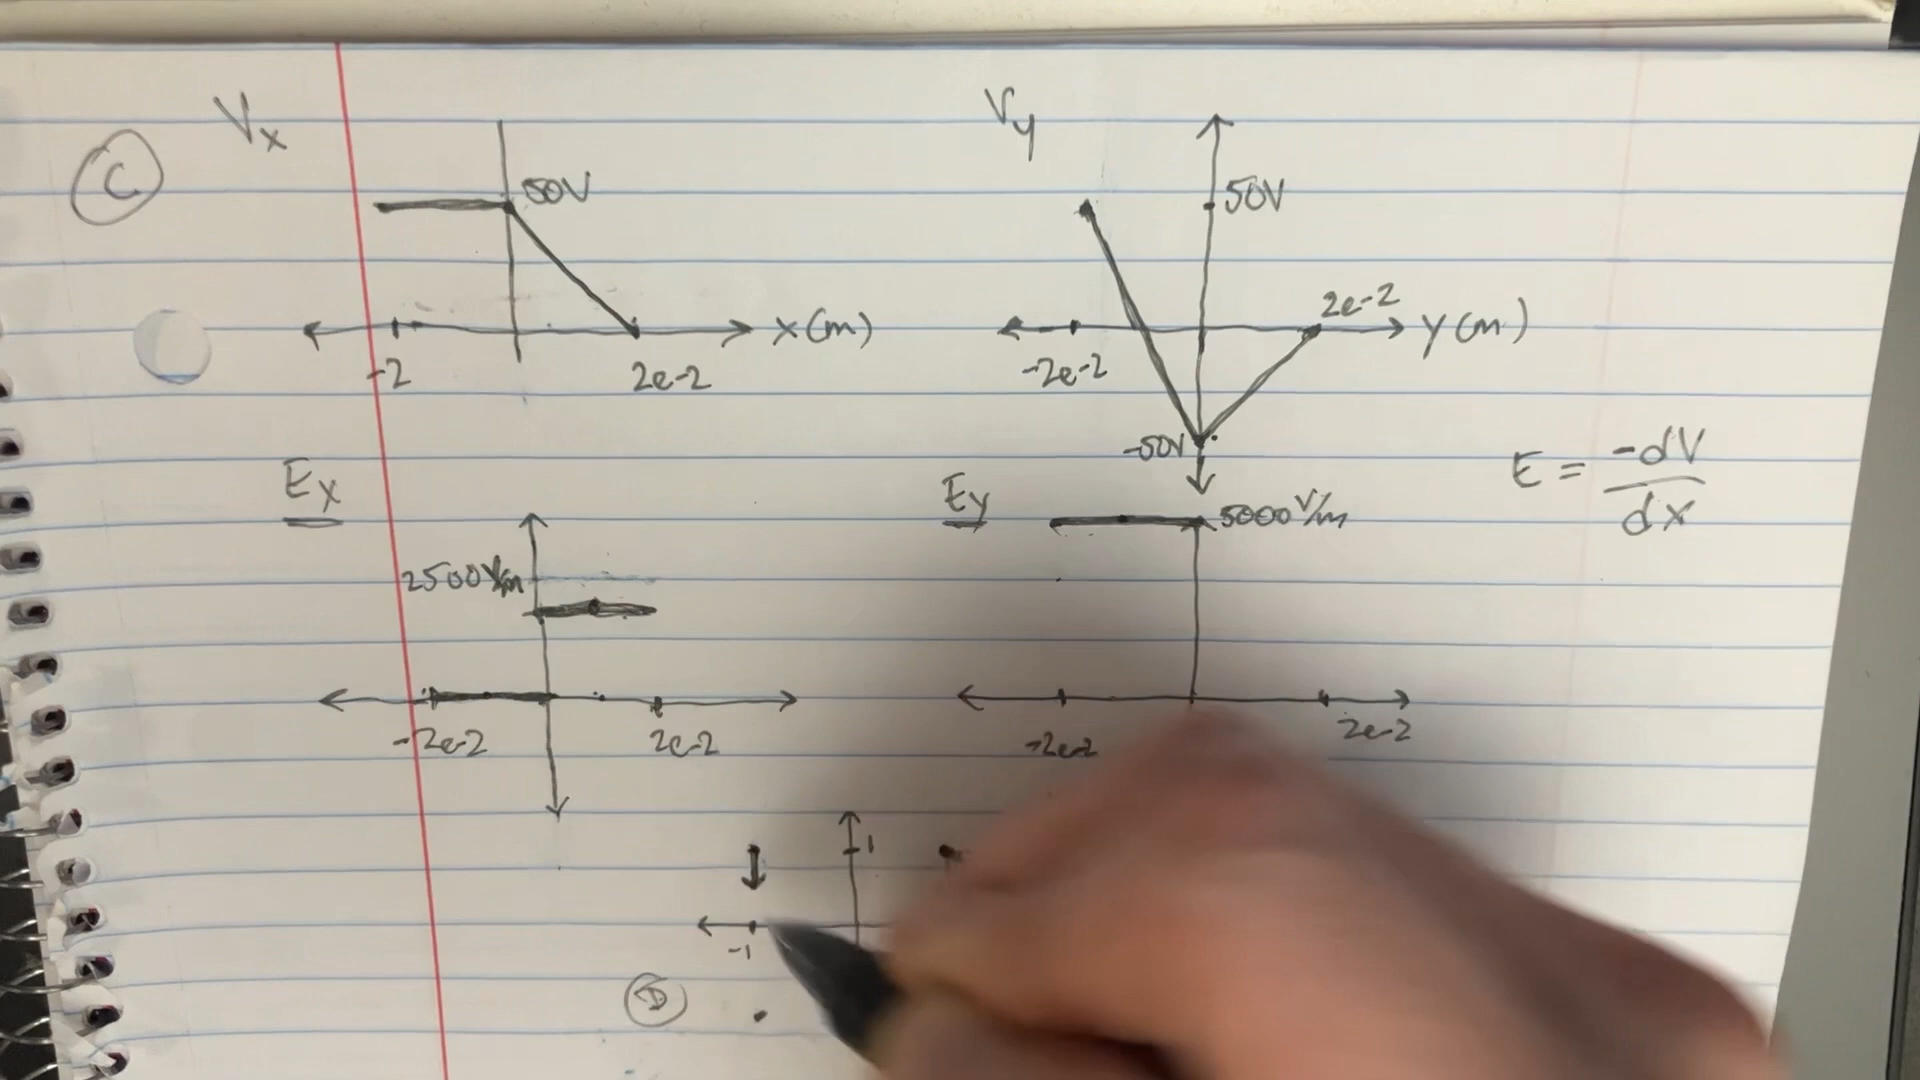 C
Vx
50V
-2
2e-2
x(m)
Vy
50V
2e-2
y(m)
-2e-2
-50V
E = -dV/dx
Ex
2500 V/m
-2e-2
2e-2
Ey
5000 V/m
-2e-2
2e-2
1
-1
D